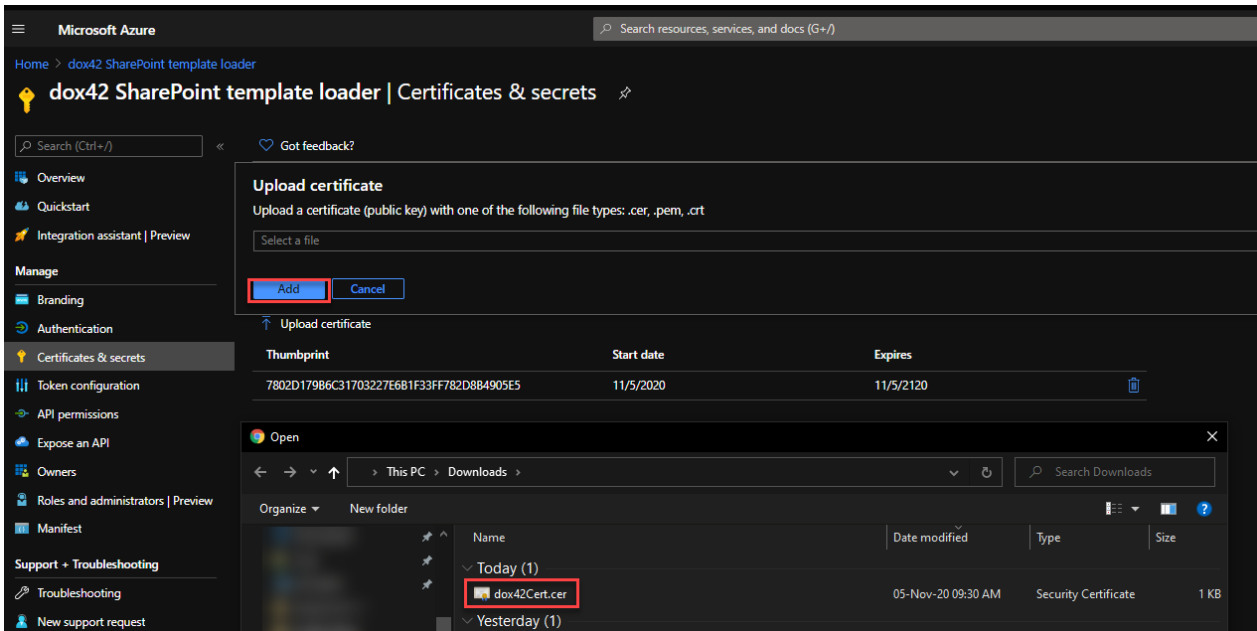 Microsoft Azure
Search resources, services, and docs (G+/)
Home > dox42 SharePoint template loader
dox42 SharePoint template loader | Certificates & secrets
Search (Ctrl+/)
«
Got feedback?
Overview
Quickstart
Integration assistant | Preview
Manage
Branding
Authentication
Certificates & secrets
Token configuration
API permissions
Expose an API
Owners
Roles and administrators | Preview
Manifest
Support + Troubleshooting
Troubleshooting
New support request
Upload certificate
Upload a certificate (public key) with one of the following file types: .cer, .pem, .crt
Select a file
Add Cancel
Upload certificate
Thumbprint Start date Expires
7802D179B6C31703227E6B1F33FF782D8B4905E5 11/5/2020 11/5/2120
Open
> This PC > Downloads >
Search Downloads
Organize New folder
Name Date modified Type Size
Today (1)
dox42Cert.cer 05-Nov-20 09:30 AM Security Certificate 1 KB
Yesterday (1)